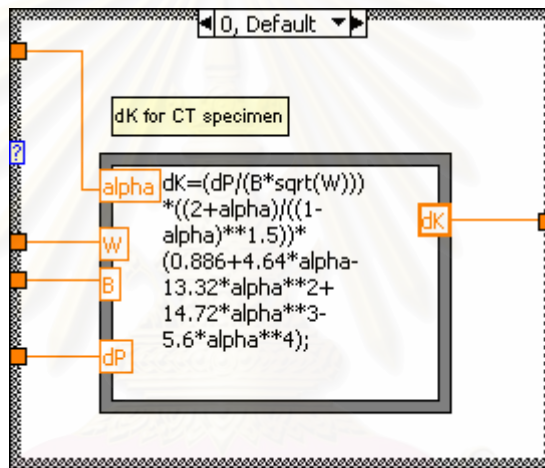 0, Default
dK for CT specimen
?
alpha
W
B
dP
dK=(dP/(B*sqrt(W)))
*((2+alpha)/((1-
alpha)**1.5))*
(0.886+4.64*alpha-
13.32*alpha**2+
14.72*alpha**3-
5.6*alpha**4);
dK